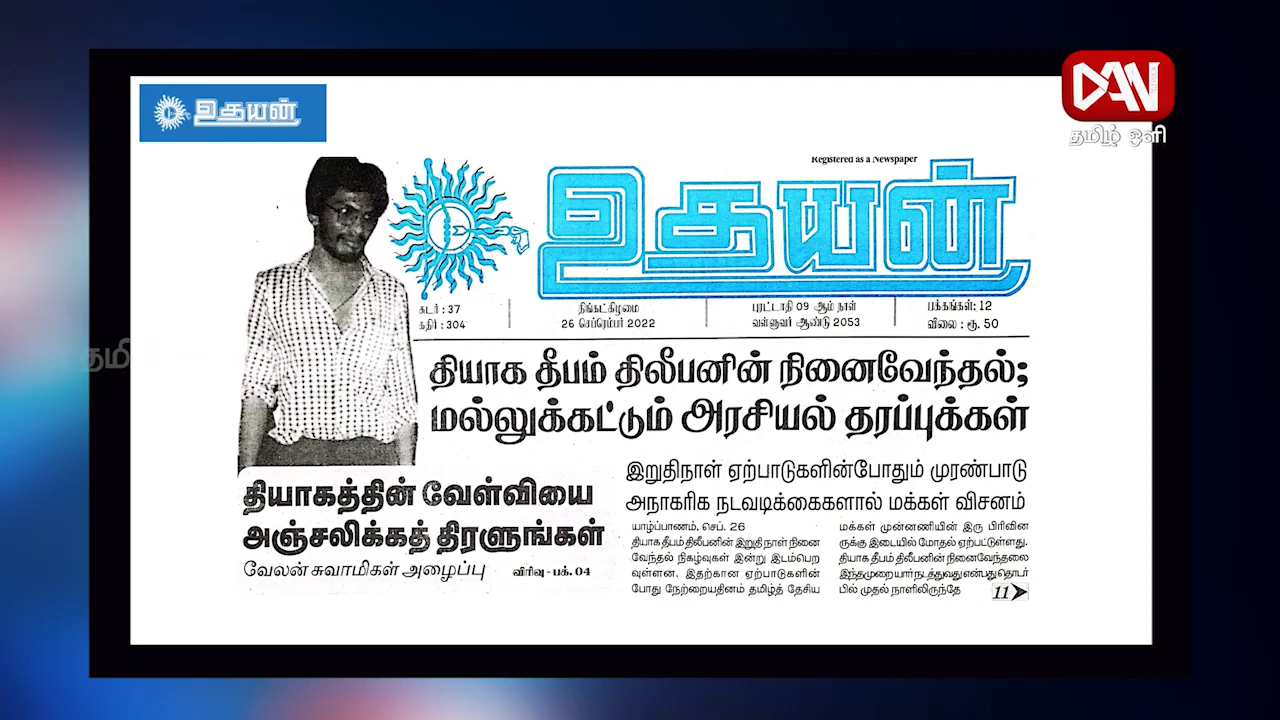 உதயன்
DAN
தமிழ் ஒளி
Registered as a Newspaper
உதயன்
சுடர் : 37
கதிர் : 304
திங்கட்கிழமை
26 செப்ரெம்பர் 2022
புரட்டாதி 09 ஆம் நாள்
வள்ளுவர் ஆண்டு 2053
பக்கங்கள்: 12
விலை : ரூ. 50
தியாக தீபம் திலீபனின் நினைவேந்தல்;
மல்லுக்கட்டும் அரசியல் தரப்புக்கள்
இறுதிநாள் ஏற்பாடுகளின்போதும் முரண்பாடு
அநாகரிக நடவடிக்கைகளால் மக்கள் விசனம்
தியாகத்தின் வேள்வியை
அஞ்சலிக்கத் திரளுங்கள்
வேலன் சுவாமிகள் அழைப்பு விரிவு - பக். 04
யாழ்ப்பாணம், செப். 26
தியாக தீபம் திலீபனின் இறுதி நாள் நினை
வேந்தல் நிகழ்வுகள் இன்று இடம்பெற
வுள்ளன. இதற்கான ஏற்பாடுகளின்
போது நேற்றையதினம் தமிழ்த் தேசிய
மக்கள் முன்னணியின் இரு பிரிவின
ருக்கு இடையில் மோதல் ஏற்பட்டுள்ளது.
தியாக தீபம் திலீபனின் நினைவேந்தலை
இந்தமுறை யார் நடத்துவது என்பது தொடர்
பில் முதல் நாளிலிருந்தே
11
தமி